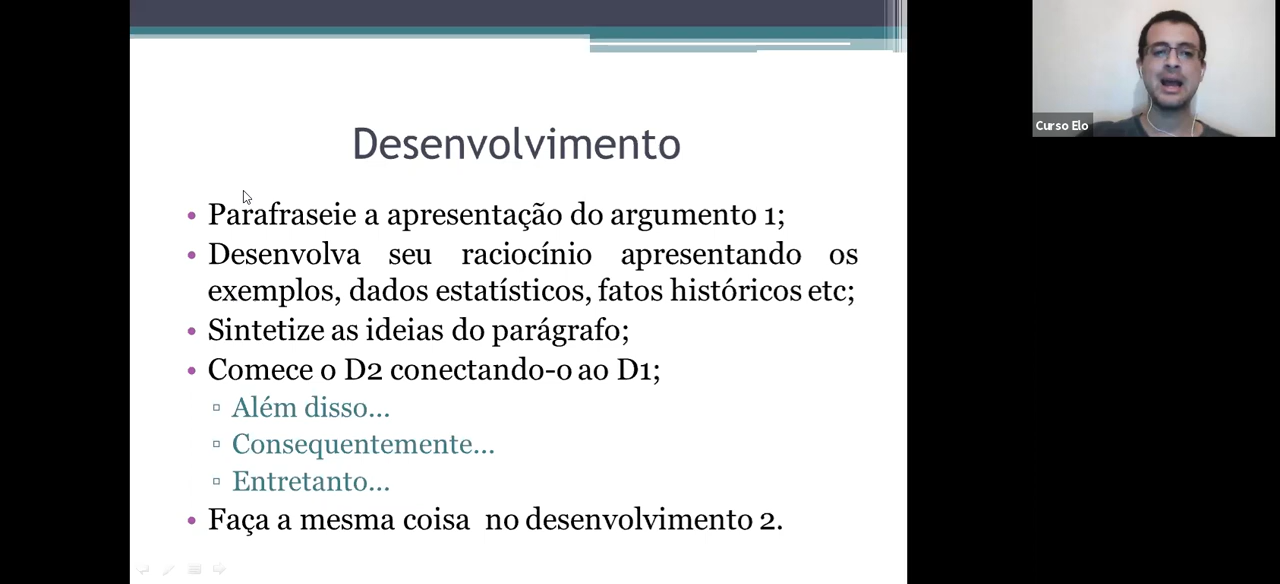 Desenvolvimento
• Parafraseie a apresentação do argumento 1;
• Desenvolva seu raciocínio apresentando os
exemplos, dados estatísticos, fatos históricos etc;
• Sintetize as ideias do parágrafo;
• Comece o D2 conectando-o ao D1;
▫ Além disso...
▫ Consequentemente...
▫ Entretanto...
• Faça a mesma coisa no desenvolvimento 2.
Curso Elo